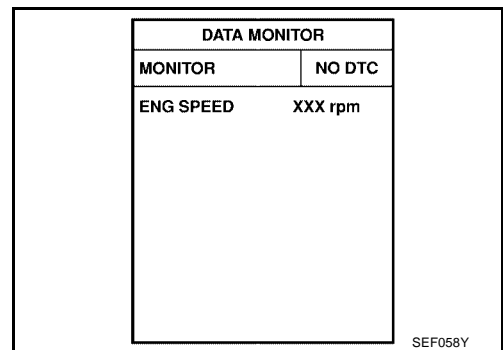 DATA MONITOR
MONITOR NO DTC
ENG SPEED XXX rpm
SEF058Y